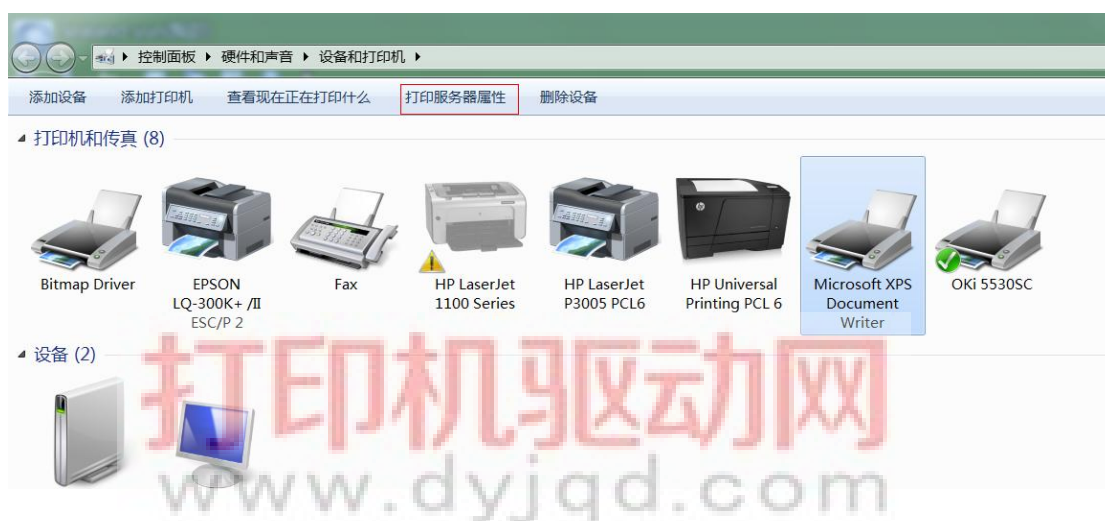 控制面板 硬件和声音 设备和打印机
添加设备 添加打印机 查看现在正在打印什么 打印服务器属性 删除设备
打印机和传真 (8)
Bitmap Driver
EPSON
LQ-300K+ /II
ESC/P 2
Fax
HP LaserJet
1100 Series
HP LaserJet
P3005 PCL6
HP Universal
Printing PCL 6
Microsoft XPS
Document
Writer
OKi 5530SC
设备 (2)
打印机驱动网
www.dyjqd.com